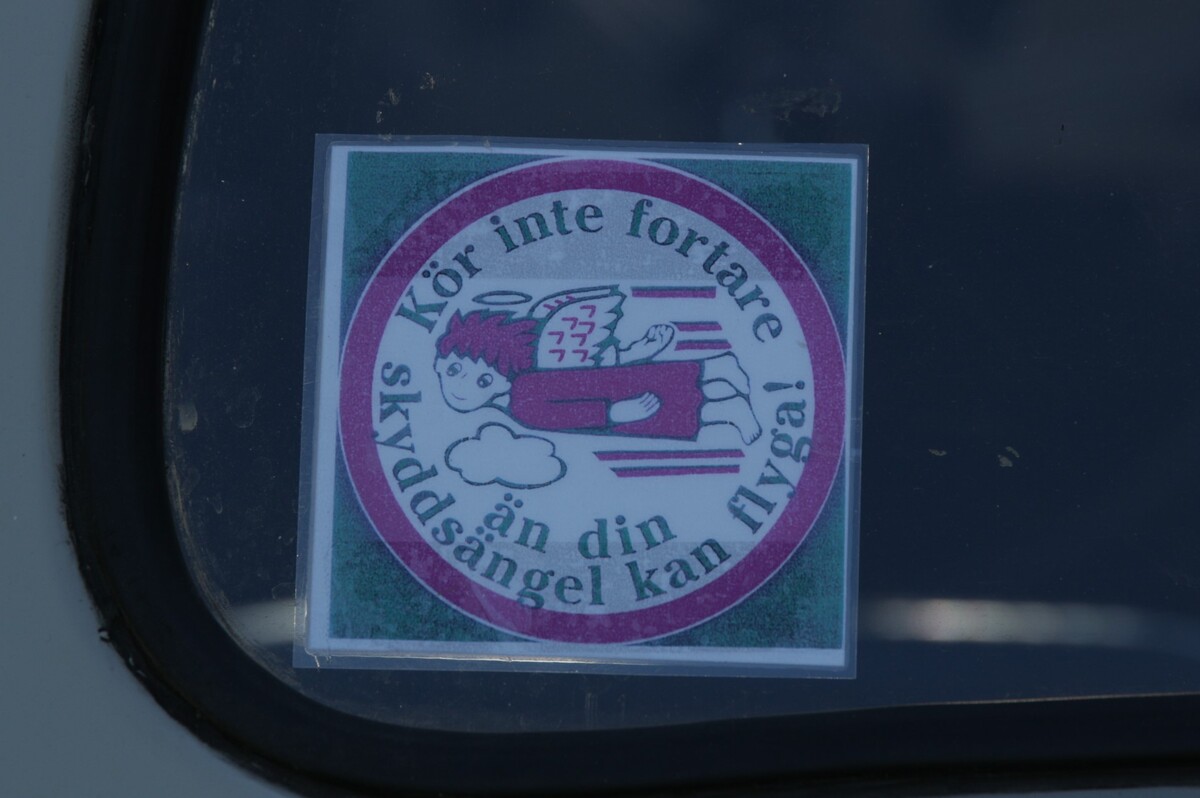 Kör inte fortare
än din
skyddsängel kan flyga!